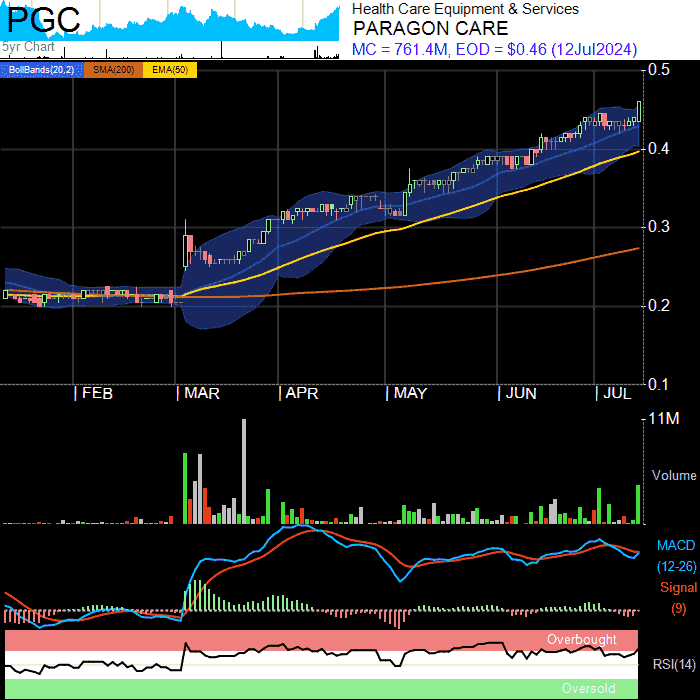 PGC
5yr Chart
Health Care Equipment & Services
PARAGON CARE
MC = 761.4M, EOD = $0.46 (12Jul2024)
BollBands(20,2) SMA(200) EMA(50)
0.5
0.4
0.3
0.2
0.1
| FEB | MAR | APR | MAY | JUN | JUL
11M
Volume
MACD
(12-26)
Signal
(9)
Overbought
RSI(14)
Oversold